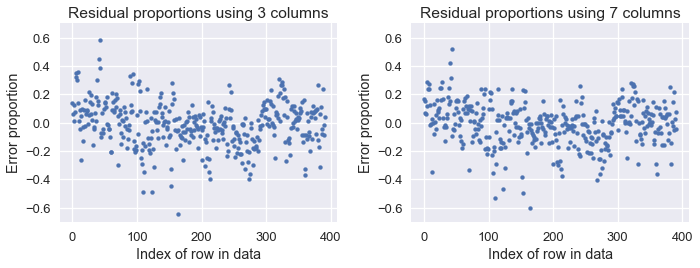 Residual proportions using 3 columns
Error proportion
0.6
0.4
0.2
0.0
−0.2
−0.4
−0.6
0 100 200 300 400
Index of row in data
Residual proportions using 7 columns
Error proportion
0.6
0.4
0.2
0.0
−0.2
−0.4
−0.6
0 100 200 300 400
Index of row in data